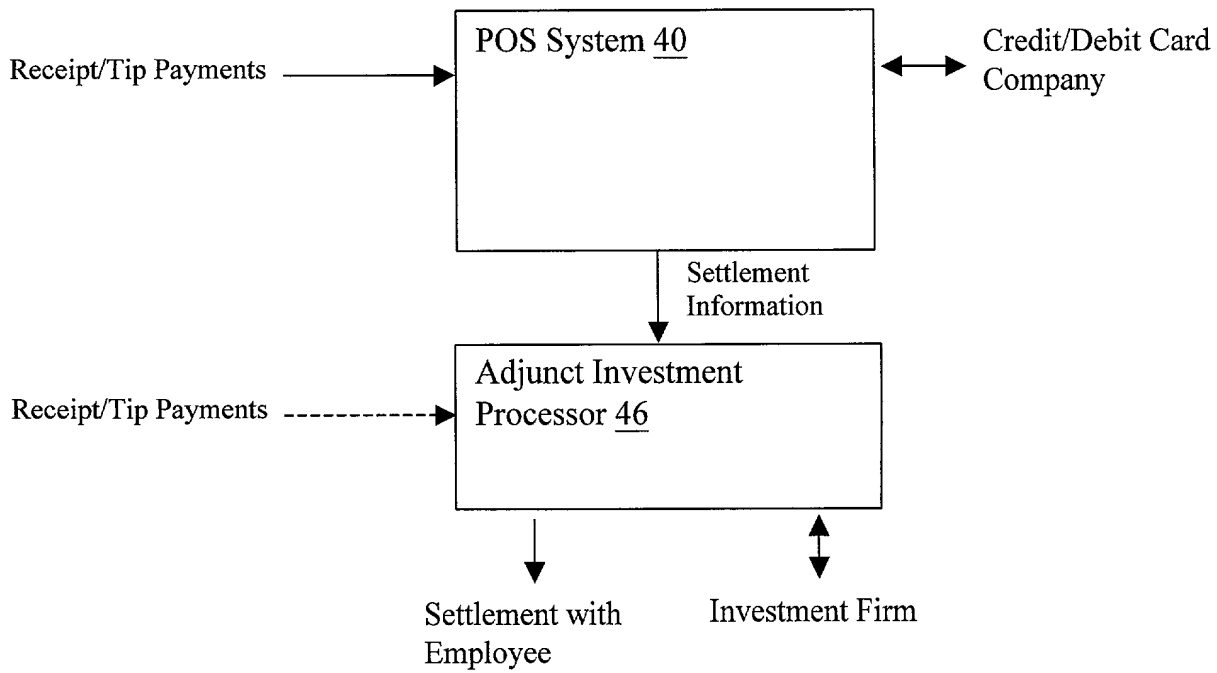 POS System 40
Credit/Debit Card
Company
Receipt/Tip Payments
Settlement
Information
Adjunct Investment
Processor 46
Receipt/Tip Payments
Settlement with
Employee
Investment Firm